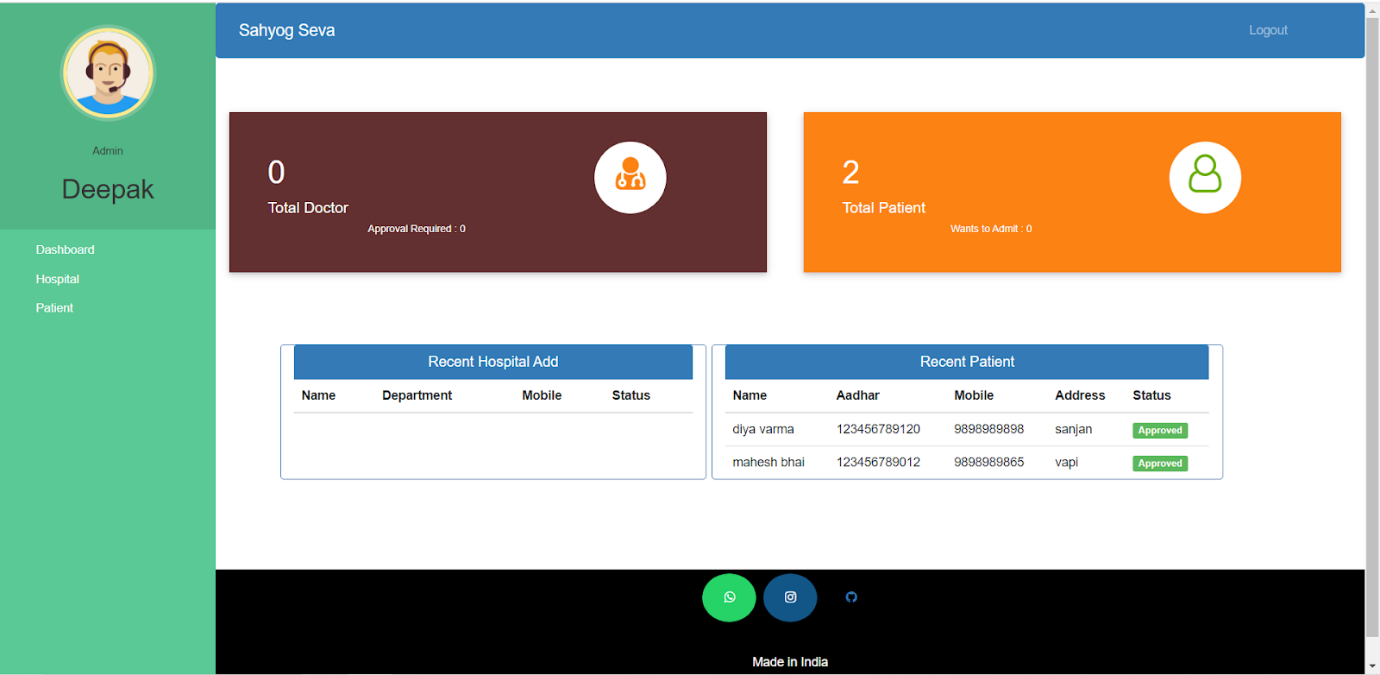 Sahyog Seva
Logout
Admin
Deepak
Dashboard
Hospital
Patient
0
Total Doctor
Approval Required : 0
2
Total Patient
Wants to Admit : 0
Recent Hospital Add
Name Department Mobile Status
Recent Patient
Name Aadhar Mobile Address Status
diya varma 123456789120 9898989898 sanjan Approved
mahesh bhai 123456789012 9898989865 vapi Approved
Made in India